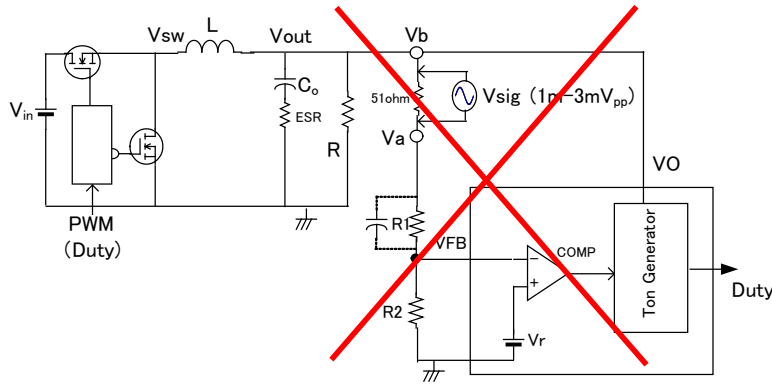 Vsw
L
Vout
Vb
Co
ESR
R
51ohm
Vsig (1m-3mVpp)
Vin
Va
VO
PWM
(Duty)
R1
VFB
COMP
Ton Generator
Duty
R2
Vr